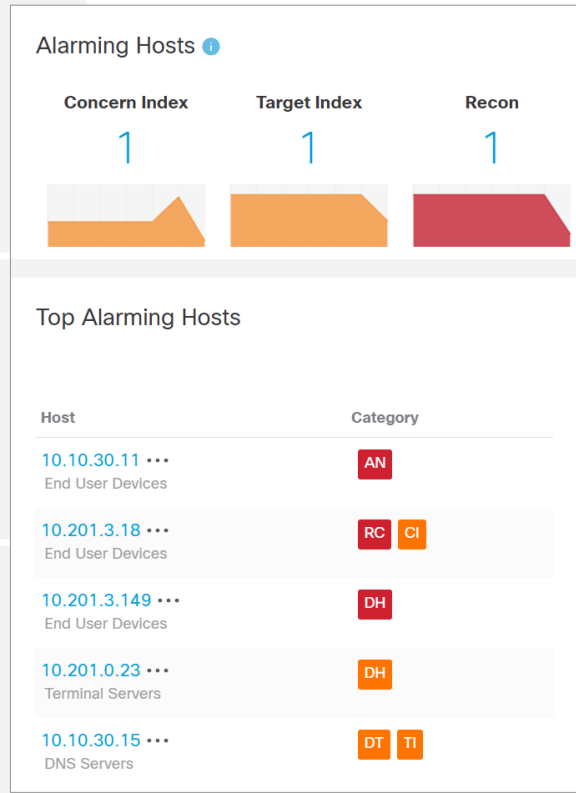 Alarming Hosts i
Concern Index Target Index Recon
1 1 1
Top Alarming Hosts
Host Category
10.10.30.11 ••• AN
End User Devices
10.201.3.18 ••• RC CI
End User Devices
10.201.3.149 ••• DH
End User Devices
10.201.0.23 ••• DH
Terminal Servers
10.10.30.15 ••• DT TI
DNS Servers